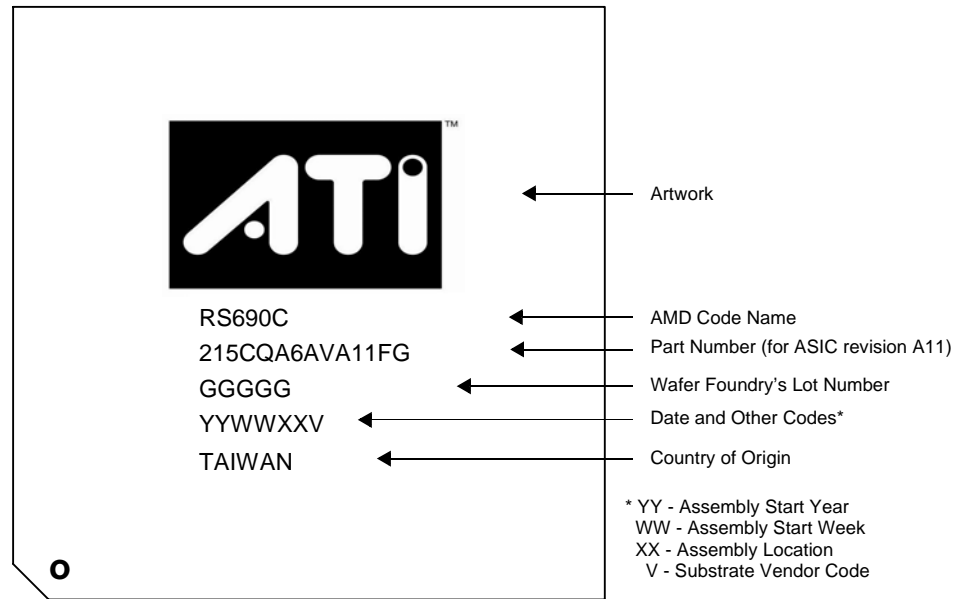 ATI
TM
Artwork
RS690C
AMD Code Name
215CQA6AVA11FG
Part Number (for ASIC revision A11)
GGGGG
Wafer Foundry's Lot Number
YYWWXXV
Date and Other Codes*
TAIWAN
Country of Origin
* YY - Assembly Start Year
WW - Assembly Start Week
XX - Assembly Location
V - Substrate Vendor Code
O